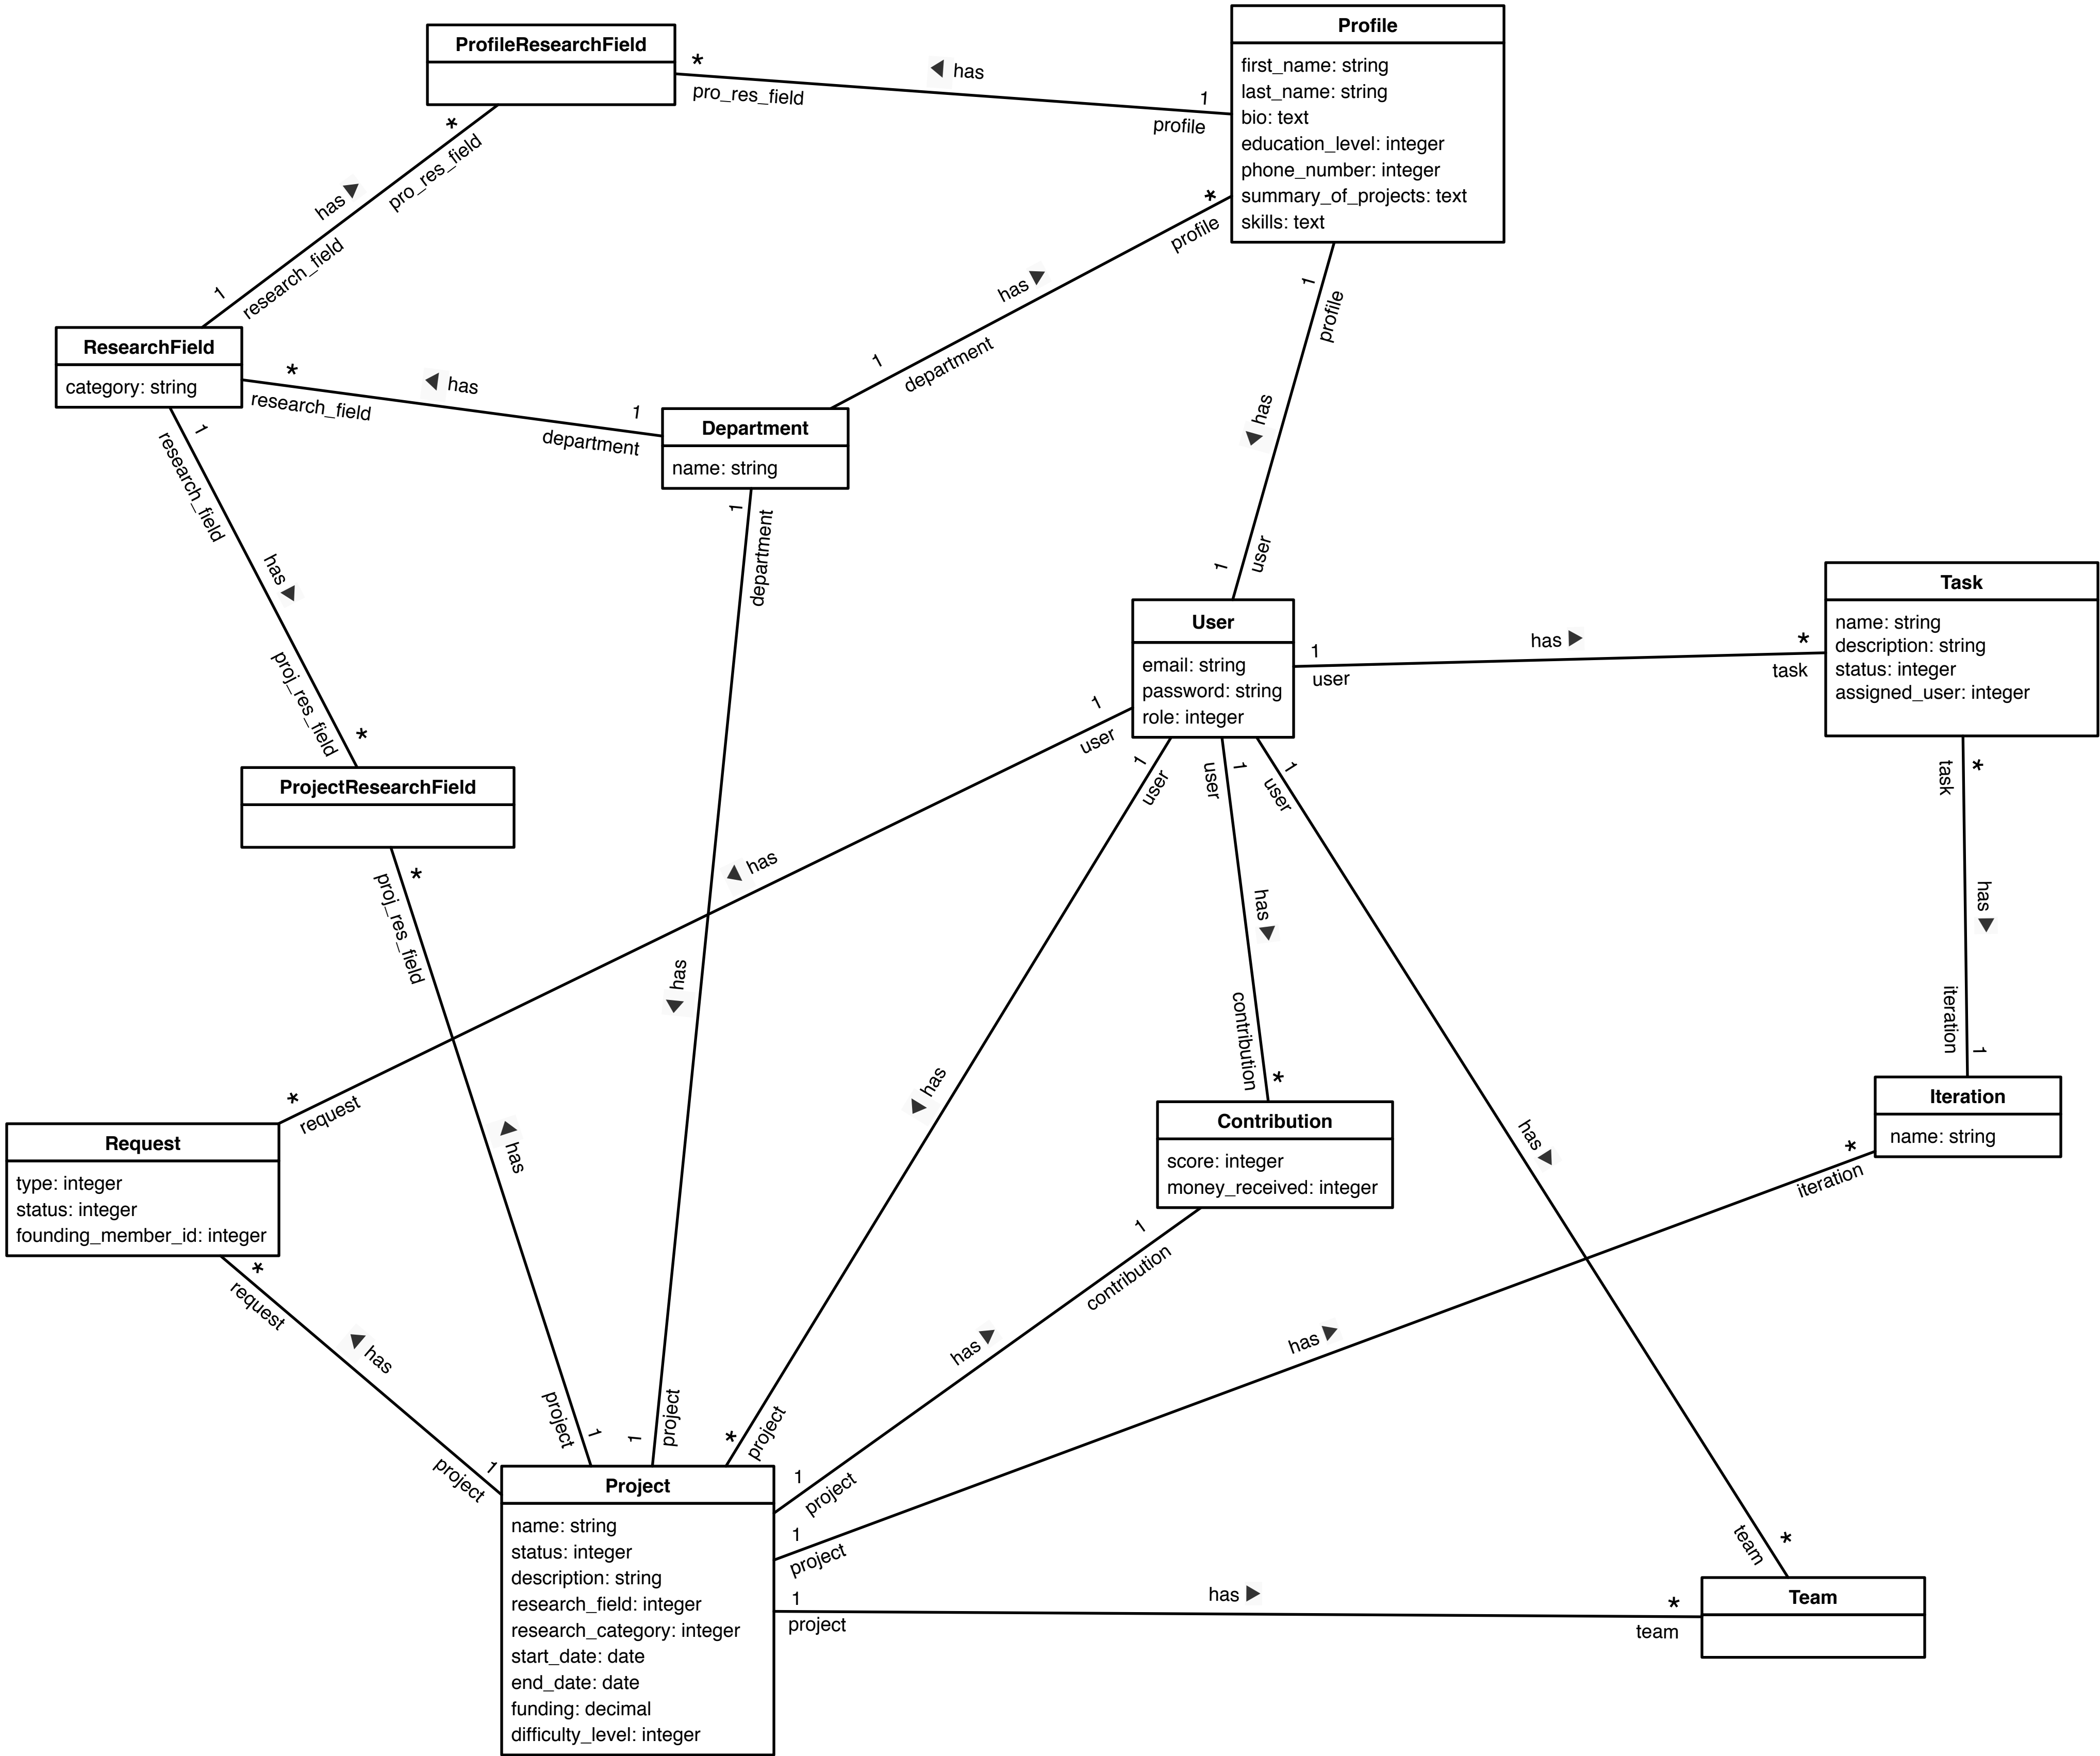 ProfileResearchField
Profile
first_name: string
last_name: string
bio: text
education_level: integer
phone_number: integer
summary_of_projects: text
skills: text
*
pro_res_field
has
1
profile
*
pro_res_field
has
1
research_field
*
profile
has
1
department
1
profile
has
1
user
ResearchField
category: string
*
research_field
has
1
department
Department
name: string
1
research_field
has
proj_res_field
*
1
department
has
1
project
User
email: string
password: string
role: integer
1
user
has
*
task
Task
name: string
description: string
status: integer
assigned_user: integer
ProjectResearchField
*
proj_res_field
has
project
1
1
user
has
*
request
1
user
has
*
project
user
1
has
contribution
*
1
user
has
team
*
task
*
has
iteration
1
Iteration
name: string
Request
type: integer
status: integer
founding_member_id: integer
*
request
has
1
project
Contribution
score: integer
money_received: integer
1
contribution
has
1
project
*
iteration
has
1
project
Project
name: string
status: integer
description: string
research_field: integer
research_category: integer
start_date: date
end_date: date
funding: decimal
difficulty_level: integer
1
project
has
*
team
Team